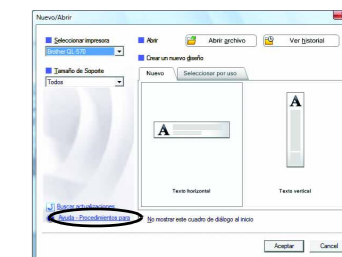 Nuevo/Abrir
Seleccionar impresora
Brother QL-570
Tamaño de Soporte
Todos
Abrir
Abrir archivo
Ver historial
Crear un nuevo diseño
Nuevo
Seleccionar por uso
A
A
Texto horizontal
Texto vertical
Buscar actualizaciones
Ayuda - Procedimientos para
No mostrar este cuadro de diálogo al inicio
Aceptar
Cancel